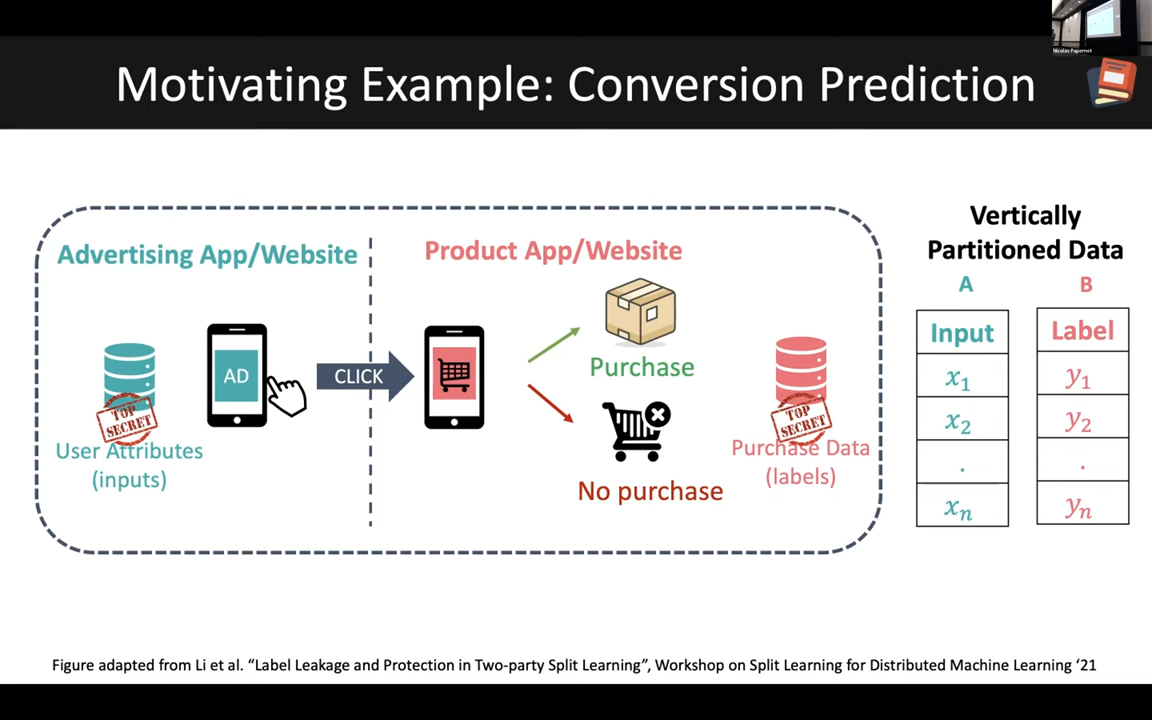 Nicolas Papernot
Motivating Example: Conversion Prediction
Advertising App/Website
Product App/Website
AD
CLICK
Purchase
No purchase
TOP
SECRET
User Attributes
(inputs)
TOP
SECRET
Purchase Data
(labels)
Vertically
Partitioned Data
A B
Input Label
x1 y1
x2 y2
. .
xn yn
Figure adapted from Li et al. “Label Leakage and Protection in Two-party Split Learning”, Workshop on Split Learning for Distributed Machine Learning ‘21